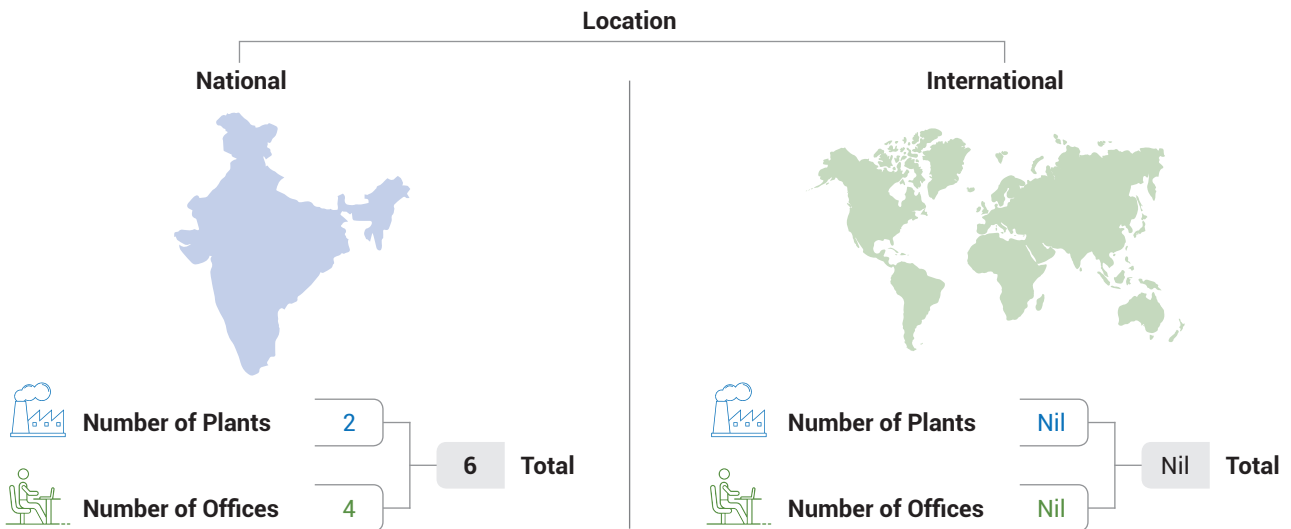 Location
National
International
Number of Plants
2
6
Total
Number of Offices
4
Number of Plants
Nil
Nil
Total
Number of Offices
Nil